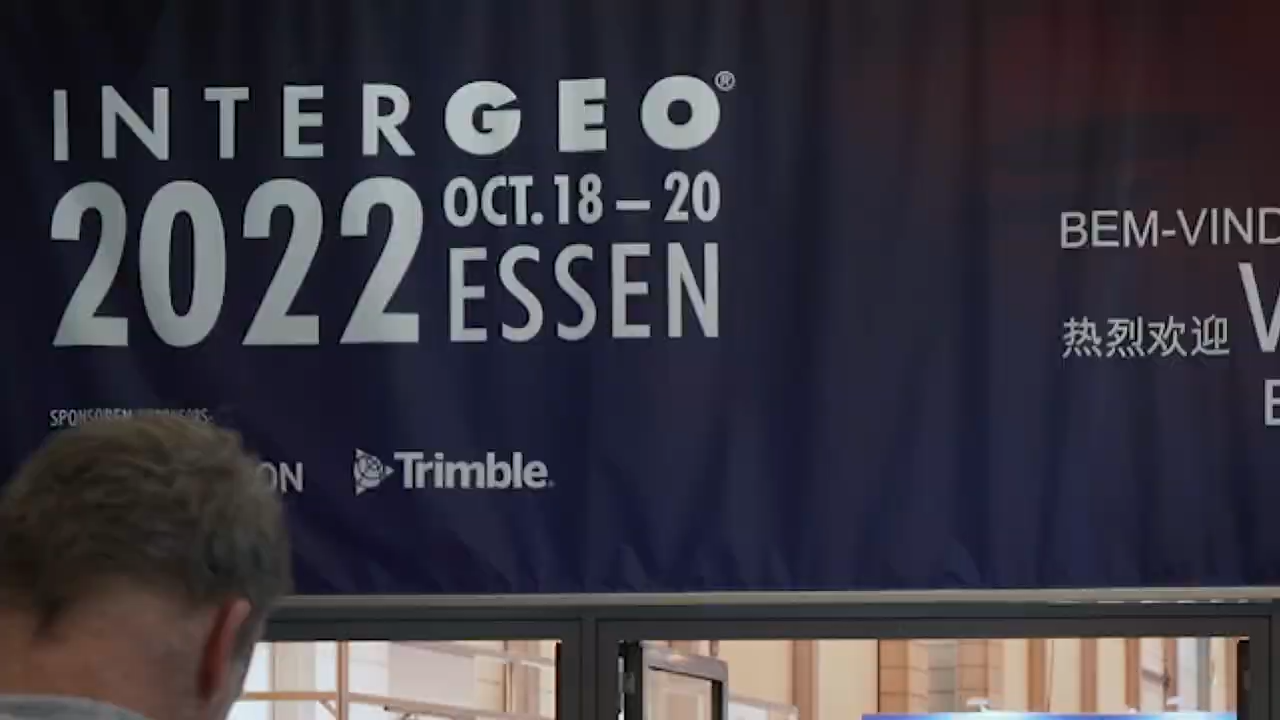 INTERGEO®
2022
OCT. 18 – 20
ESSEN
Trimble
BEM-VIND
热烈欢迎